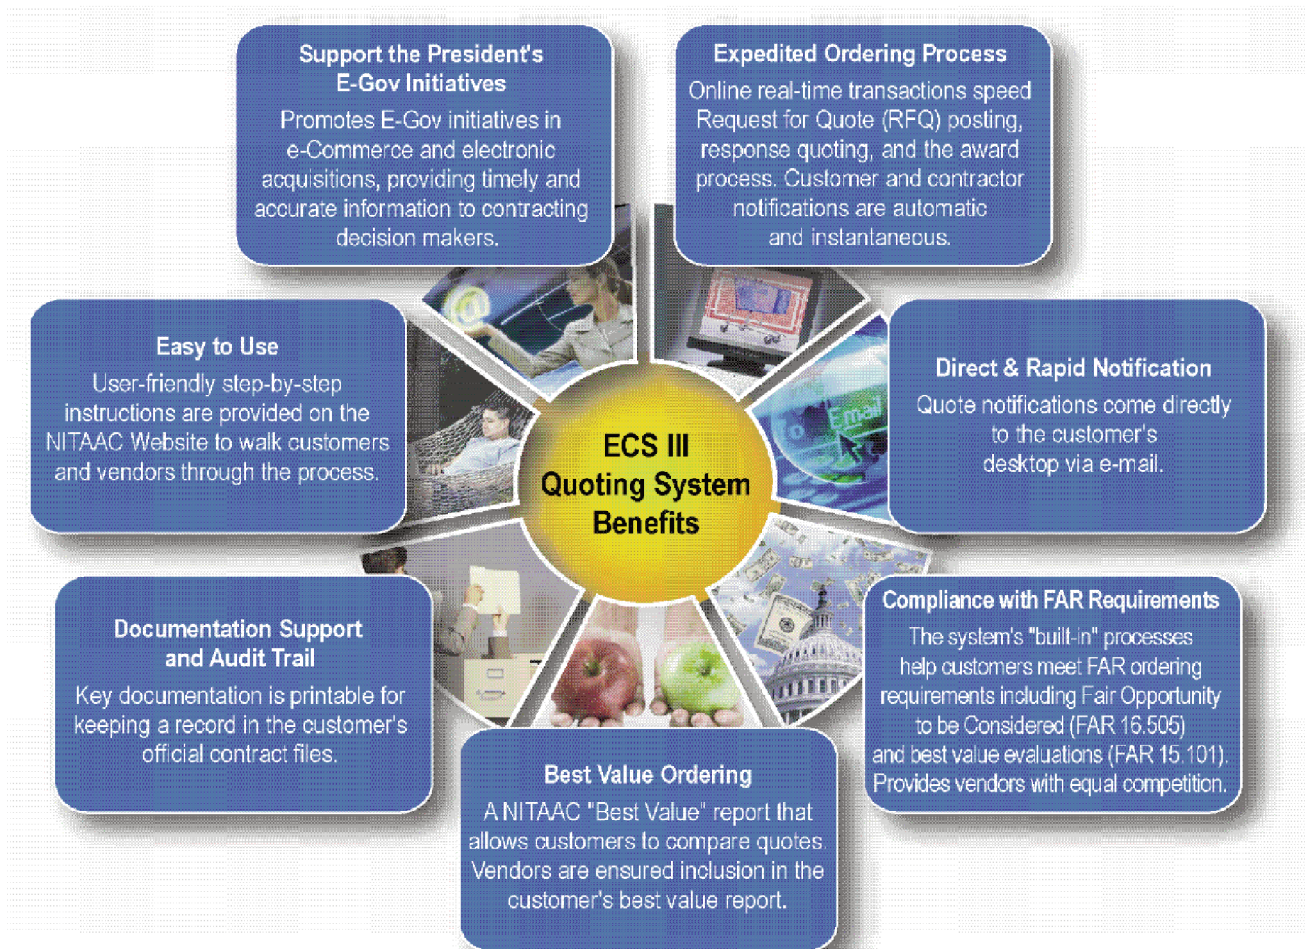 Support the President's
E-Gov Initiatives
Promotes E-Gov initiatives in
e-Commerce and electronic
acquisitions, providing timely and
accurate information to contracting
decision makers.
Expedited Ordering Process
Online real-time transactions speed
Request for Quote (RFQ) posting,
response quoting, and the award
process. Customer and contractor
notifications are automatic
and instantaneous.
Easy to Use
User-friendly step-by-step
instructions are provided on the
NITAAC Website to walk customers
and vendors through the process.
@
Email
Direct & Rapid Notification
Quote notifications come directly
to the customer's
desktop via e-mail.
ECS III
Quoting System
Benefits
Documentation Support
and Audit Trail
Key documentation is printable for
keeping a record in the customer's
official contract files.
Compliance with FAR Requirements
The system's "built-in" processes
help customers meet FAR ordering
requirements including Fair Opportunity
to be Considered (FAR 16.505)
and best value evaluations (FAR 15.101).
Provides vendors with equal competition.
Best Value Ordering
A NITAAC "Best Value" report that
allows customers to compare quotes.
Vendors are ensured inclusion in the
customer's best value report.